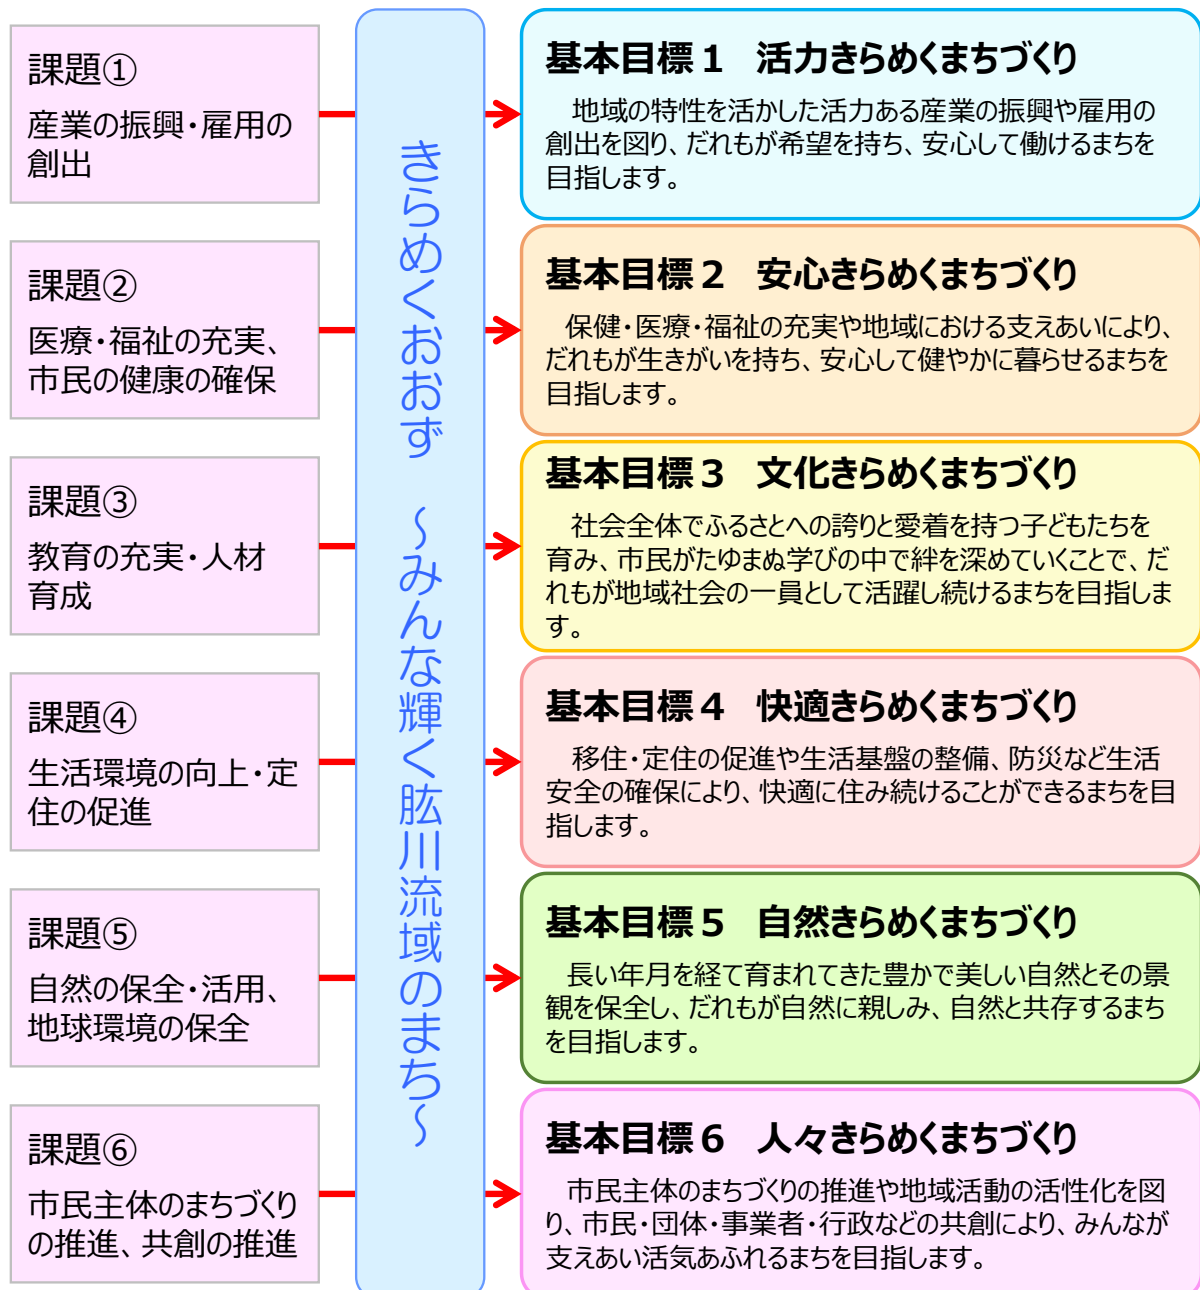 課題①
産業の振興・雇用の
創出
課題②
医療・福祉の充実、
市民の健康の確保
課題③
教育の充実・人材
育成
課題④
生活環境の向上・定
住の促進
課題⑤
自然の保全・活用、
地球環境の保全
課題⑥
市民主体のまちづくり
の推進、共創の推進
きらめくおおず　～みんな輝く肱川流域のまち～
基本目標１　活力きらめくまちづくり
地域の特性を活かした活力ある産業の振興や雇用の
創出を図り、だれもが希望を持ち、安心して働けるまちを
目指します。
基本目標２　安心きらめくまちづくり
保健・医療・福祉の充実や地域における支えあいにより、
だれもが生きがいを持ち、安心して健やかに暮らせるまちを
目指します。
基本目標３　文化きらめくまちづくり
社会全体でふるさとへの誇りと愛着を持つ子どもたちを
育み、市民がたゆまぬ学びの中で絆を深めていくことで、だ
れもが地域社会の一員として活躍し続けるまちを目指しま
す。
基本目標４　快適きらめくまちづくり
移住・定住の促進や生活基盤の整備、防災など生活
安全の確保により、快適に住み続けることができるまちを目
指します。
基本目標５　自然きらめくまちづくり
長い年月を経て育まれてきた豊かで美しい自然とその景
観を保全し、だれもが自然に親しみ、自然と共存するまち
を目指します。
基本目標６　人々きらめくまちづくり
市民主体のまちづくりの推進や地域活動の活性化を図
り、市民・団体・事業者・行政などの共創により、みんなが
支えあい活気あふれるまちを目指します。